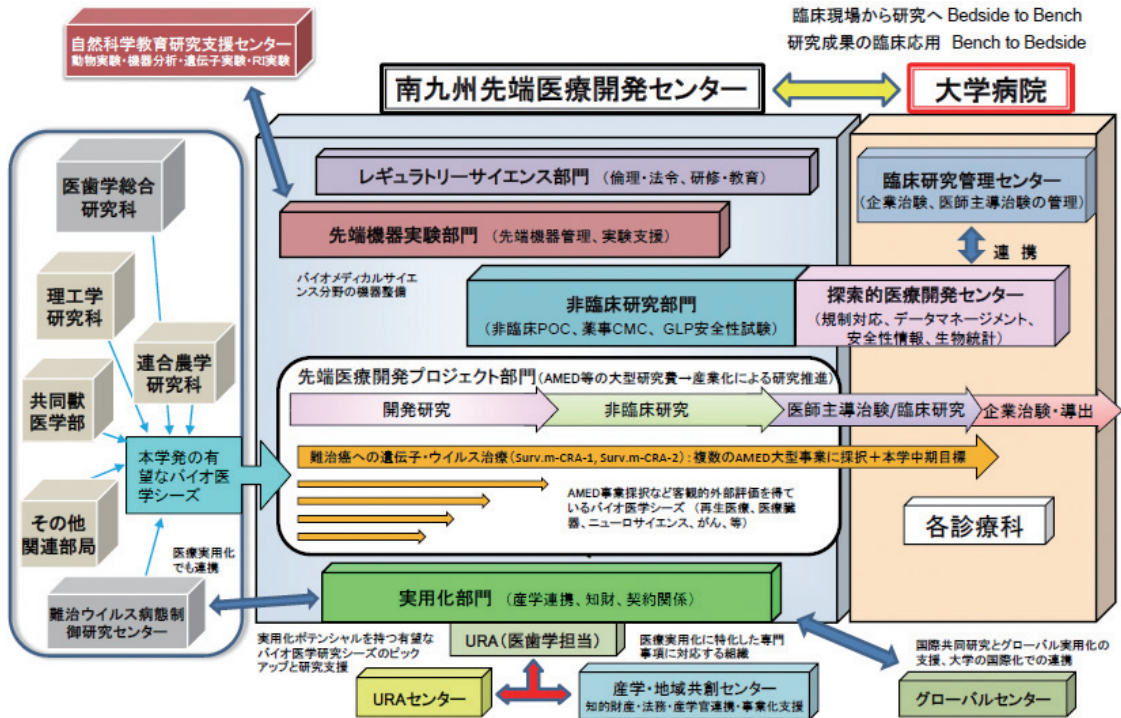 臨床現場から研究へ Bedside to Bench
研究成果の臨床応用 Bench to Bedside
自然科学教育研究支援センター
動物実験・機器分析・遺伝子実験・RI実験
南九州先端医療開発センター
大学病院
医歯学総合
研究科
理工学
研究科
連合農学
研究科
共同獣
医学部
その他
関連部局
本学発の有
望なバイオ医
学シーズ
医療実用化
でも連携
難治ウイルス病態制
御研究センター
レギュラトリーサイエンス部門 （倫理・法令、研修・教育）
先端機器実験部門 （先端機器管理、実験支援）
バイオメディカルサイエ
ンス分野の機器整備
非臨床研究部門
（非臨床POC、薬事CMC、GLP安全性試験）
臨床研究管理センター
（企業治験、医師主導治験の管理）
連 携
探索的医療開発センター
（規制対応、データマネージメント、
安全性情報、生物統計）
先端医療開発プロジェクト部門（AMED等の大型研究費→産業化による研究推進）
開発研究
非臨床研究
医師主導治験/臨床研究
企業治験・導出
難治癌への遺伝子・ウイルス治療（Surv.m-CRA-1, Surv.m-CRA-2）：複数のAMED大型事業に採択＋本学中期目標
AMED事業採択など客観的外部評価を得て
いるバイオ医学シーズ （再生医療、医療臓
器、ニューロサイエンス、がん、等）
各診療科
実用化部門 （産学連携、知財、契約関係）
実用化ポテンシャルを持つ有望な
バイオ医学研究シーズのピック
アップと研究支援
URA（医歯学担当）
医療実用化に特化した専門
事項に対応する組織
国際共同研究とグローバル実用化の
支援、大学の国際化での連携
URAセンター
産学・地域共創センター
知的財産・法務・産学官連携・事業化支援
グローバルセンター